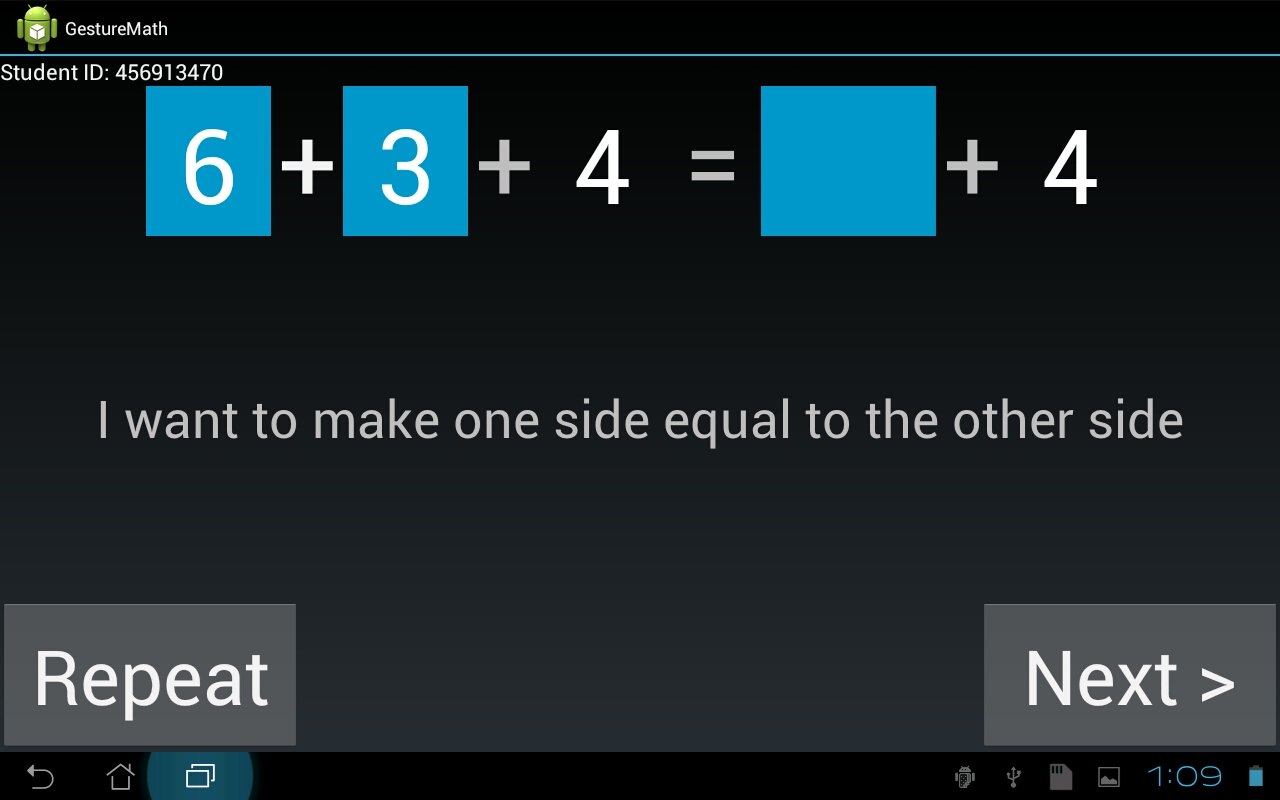 GestureMath
Student ID: 456913470
6 + 3 + 4 = + 4
I want to make one side equal to the other side
Repeat
Next >
1:09